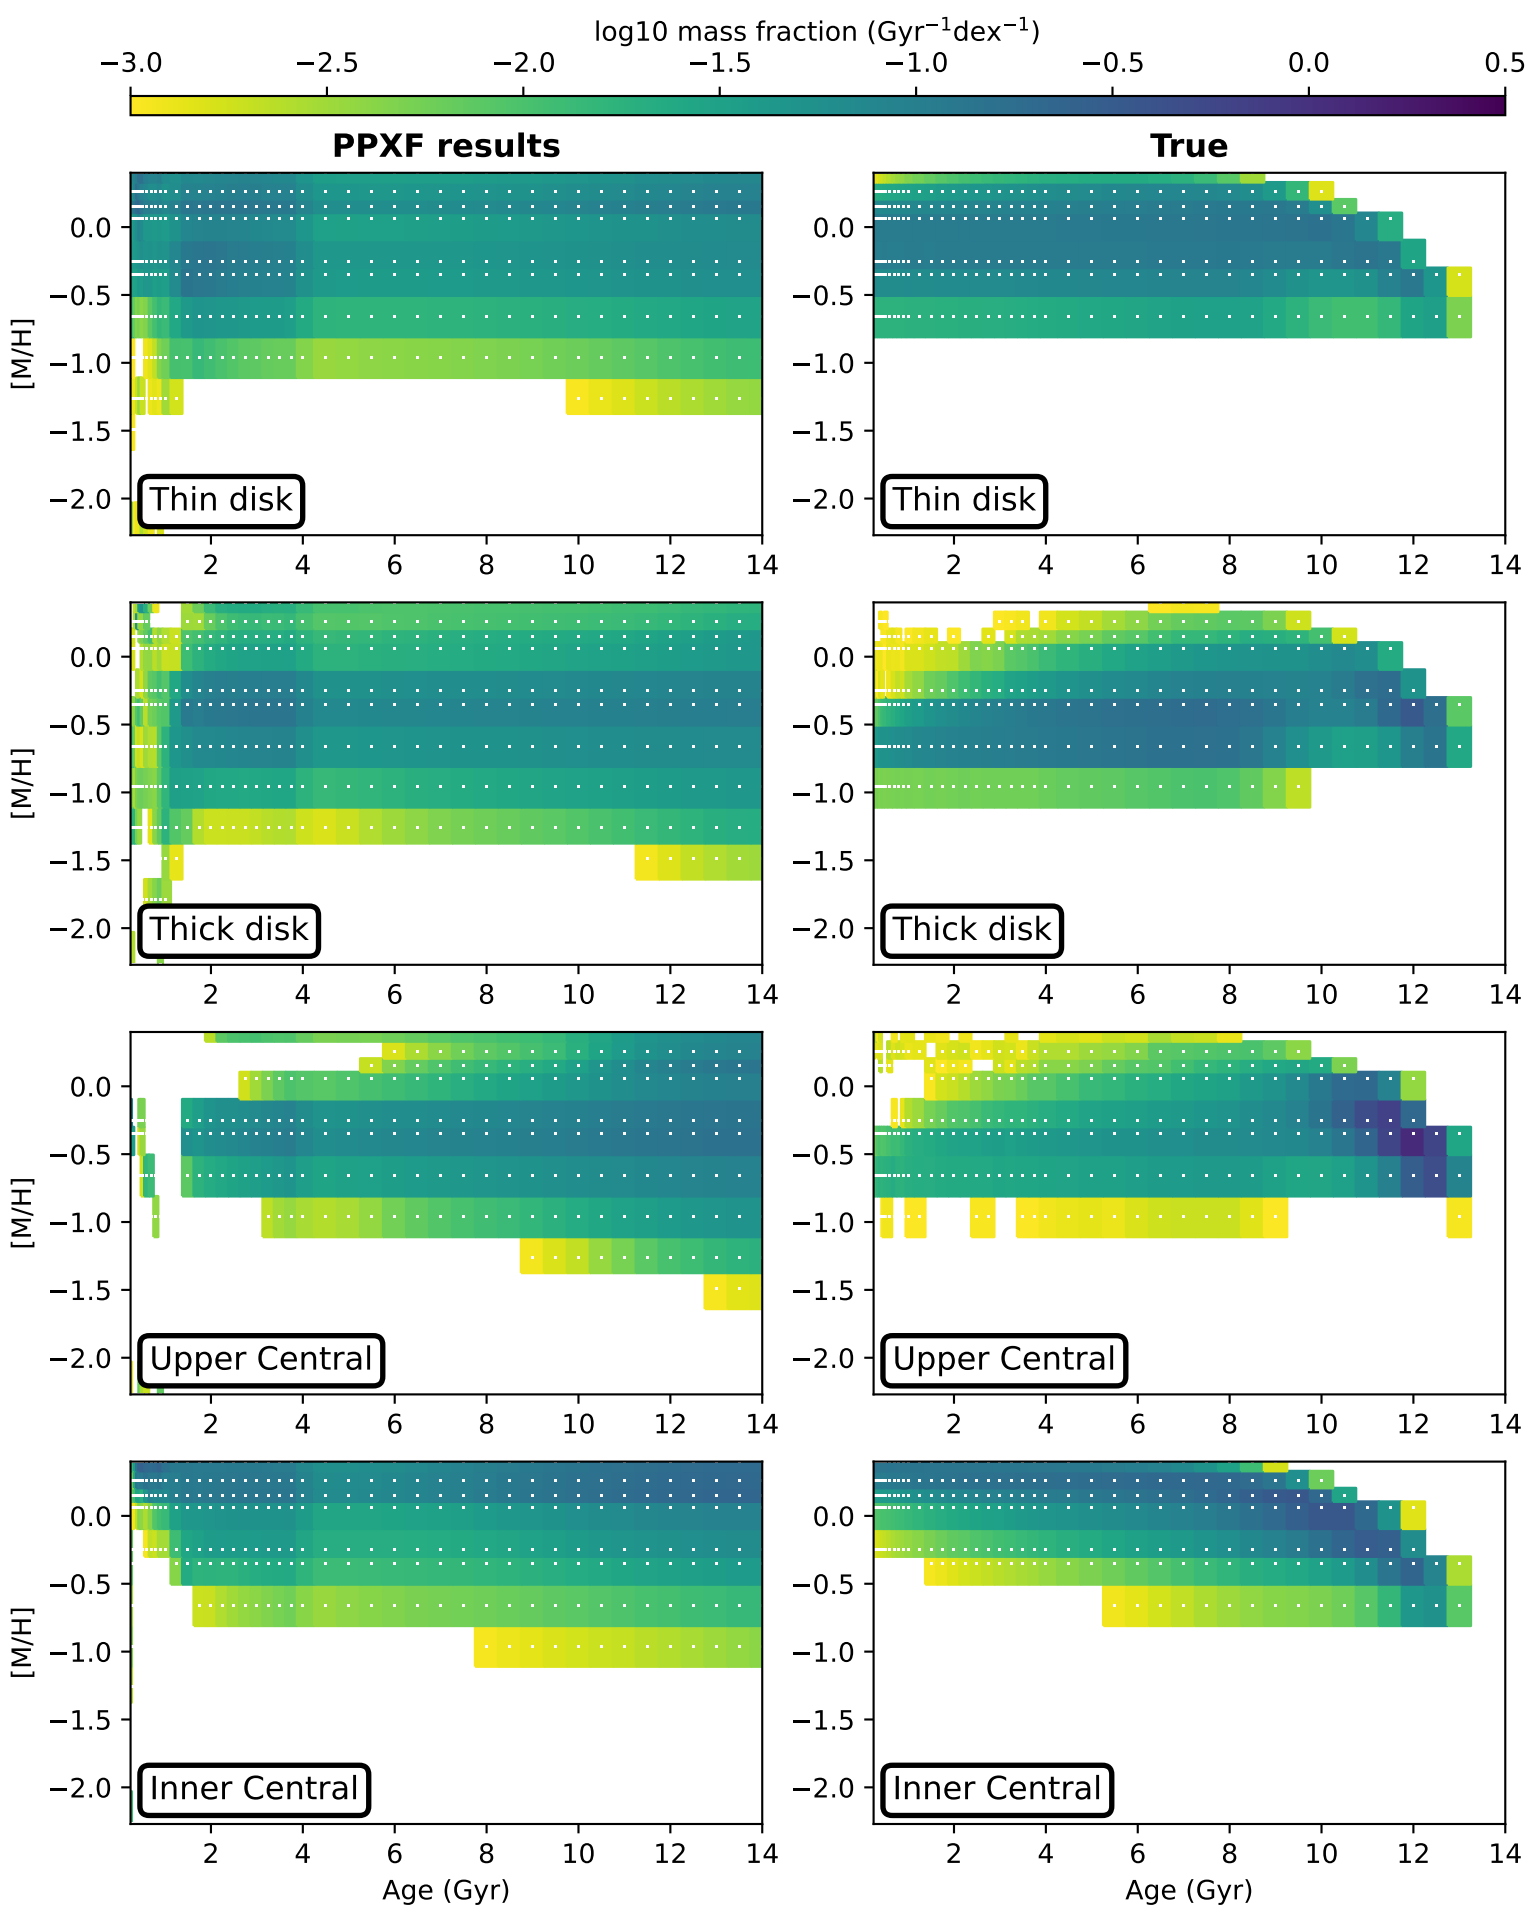 log10 mass fraction (Gyr⁻¹dex⁻¹)
−3.0 −2.5 −2.0 −1.5 −1.0 −0.5 0.0 0.5
PPXF results True
0.0 0.0
−0.5 −0.5
[M/H]
−1.0 −1.0
−1.5 −1.5
−2.0 −2.0
Thin disk Thin disk
2 4 6 8 10 12 14 2 4 6 8 10 12 14
0.0 0.0
−0.5 −0.5
[M/H]
−1.0 −1.0
−1.5 −1.5
−2.0 −2.0
Thick disk Thick disk
2 4 6 8 10 12 14 2 4 6 8 10 12 14
0.0 0.0
−0.5 −0.5
[M/H]
−1.0 −1.0
−1.5 −1.5
−2.0 −2.0
Upper Central Upper Central
2 4 6 8 10 12 14 2 4 6 8 10 12 14
0.0 0.0
−0.5 −0.5
[M/H]
−1.0 −1.0
−1.5 −1.5
−2.0 −2.0
Inner Central Inner Central
2 4 6 8 10 12 14 2 4 6 8 10 12 14
Age (Gyr) Age (Gyr)